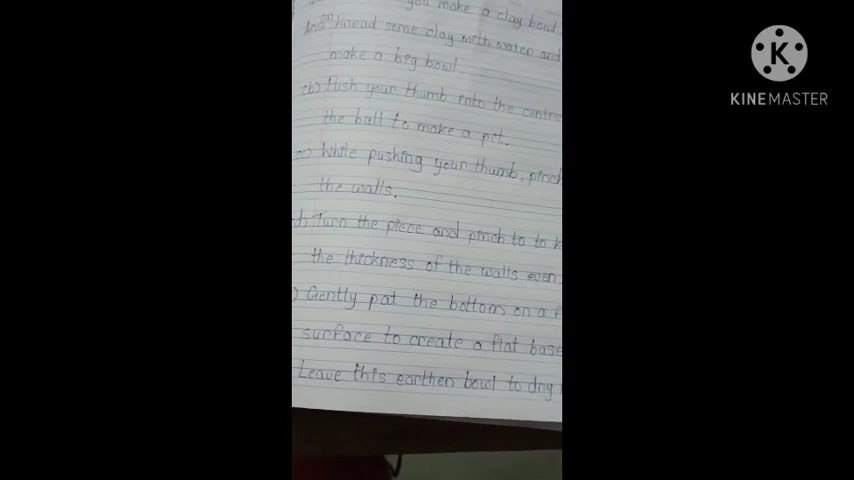 you make a clay bowl
Ans (a) Knead some clay with water and
make a big bowl
(b) Push your thumb into the centre
the ball to make a pit.
(c) While pushing your thumb, pinch
the walls.
d) Turn the piece and pinch to to k
the thickness of the walls even.
) Gently pat the bottom on a f
surface to create a flat base
Leave this earthen bowl to dry
KINEMASTER